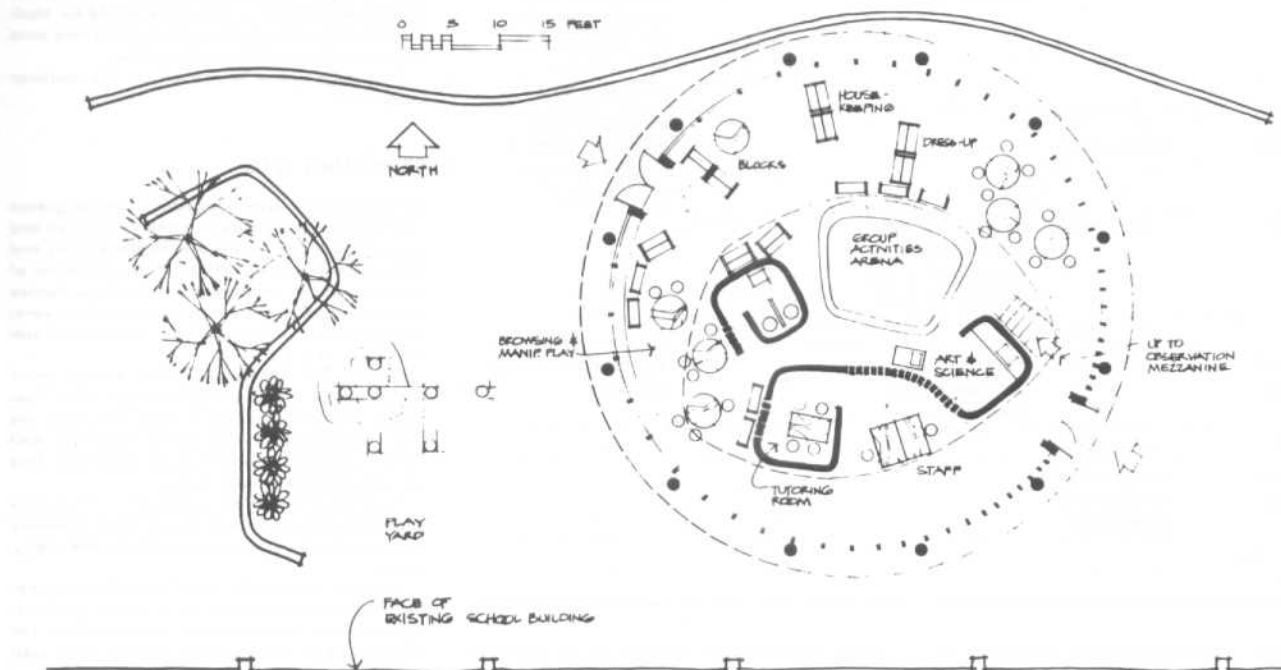 0 5 10 15 FEET
NORTH
HOUSE-
KEEPING
DRESS-UP
BLOCKS
GROUP
ACTIVITIES
ARENA
BROWSING &
MANIP. PLAY
ART &
SCIENCE
UP TO
OBSERVATION
MEZZANINE
STAFF
TUTORING
ROOM
PLAY
YARD
FACE OF
EXISTING SCHOOL BUILDING